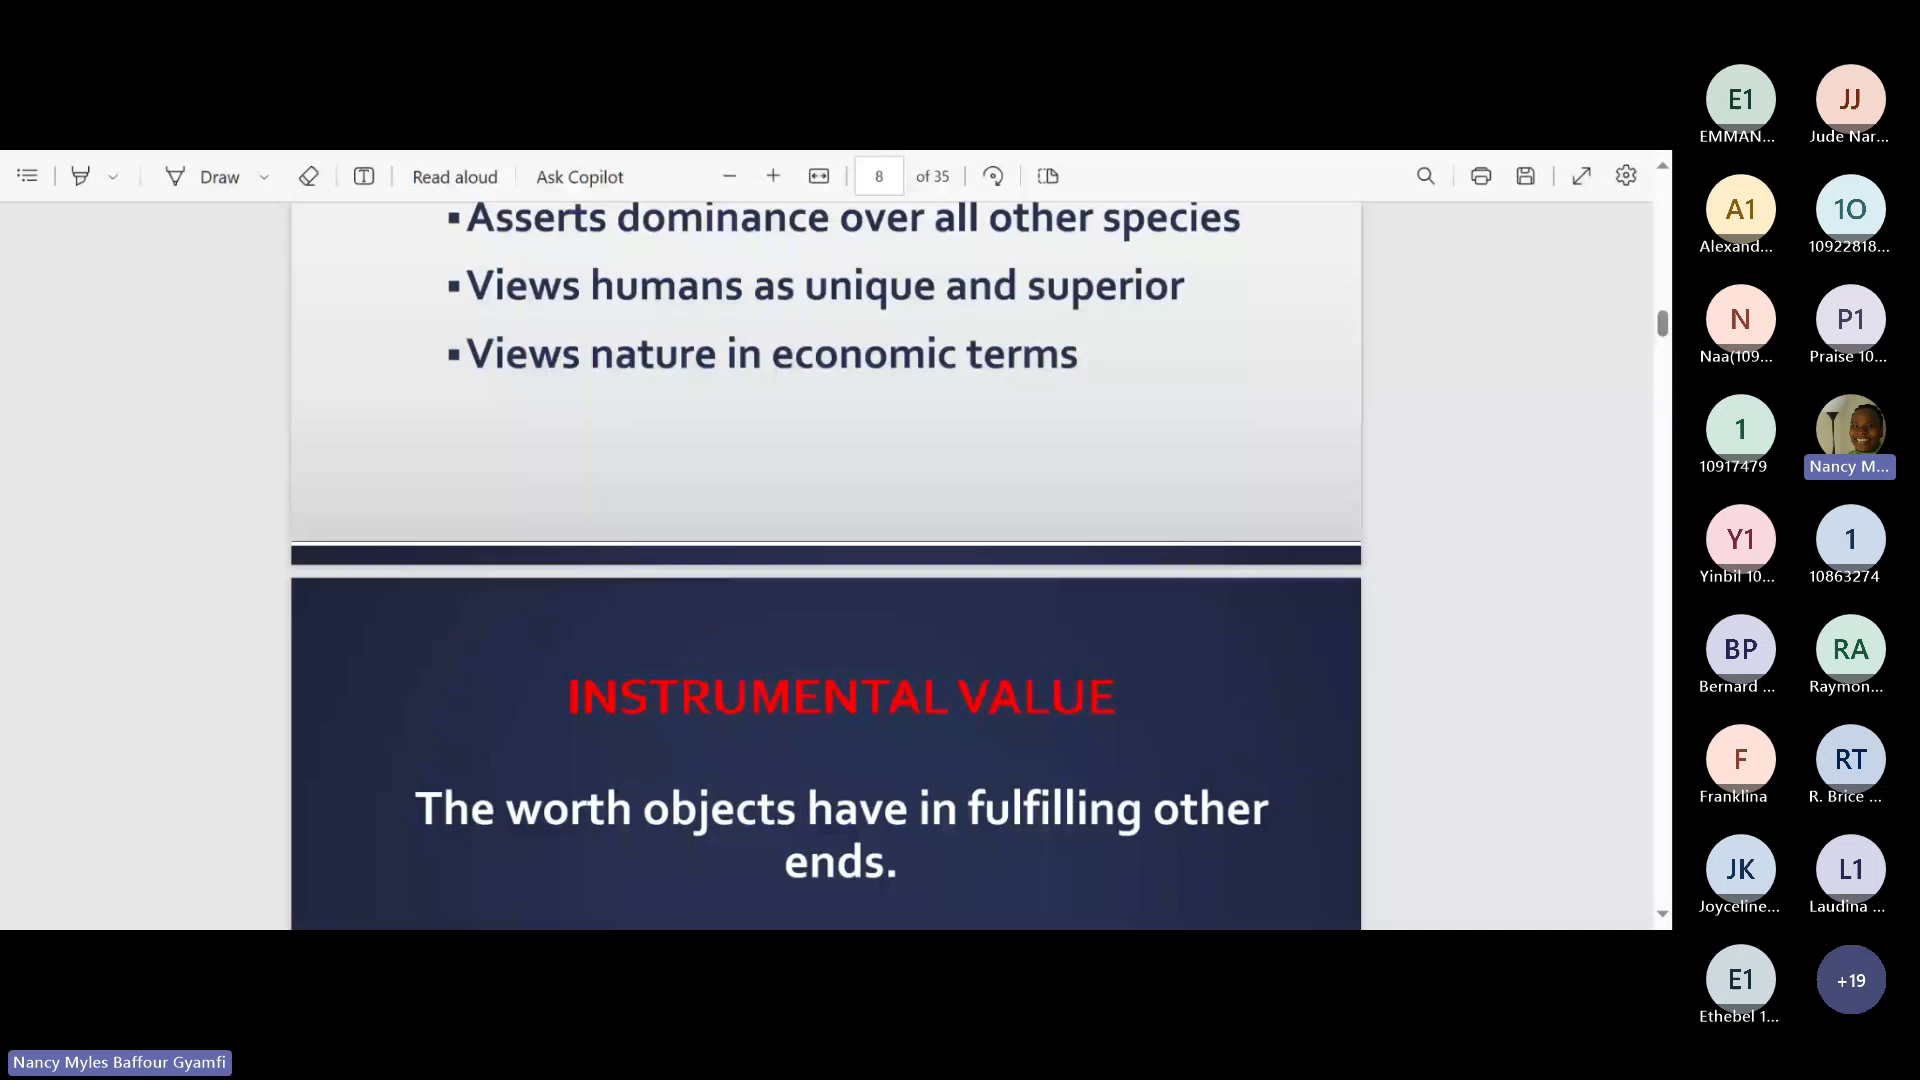 Draw
Read aloud
Ask Copilot
8
of 35
▪Asserts dominance over all other species
▪Views humans as unique and superior
▪Views nature in economic terms
INSTRUMENTAL VALUE
The worth objects have in fulfilling other
ends.
E1
EMMAN...
JJ
Jude Nar...
A1
Alexand...
1O
10922818...
N
Naa(109...
P1
Praise 10...
1
10917479
Nancy M...
Y1
Yinbil 10...
1
10863274
BP
Bernard ...
RA
Raymon...
F
Franklina
RT
R. Brice ...
JK
Joyceline...
L1
Laudina ...
E1
Ethebel 1...
+19
Nancy Myles Baffour Gyamfi